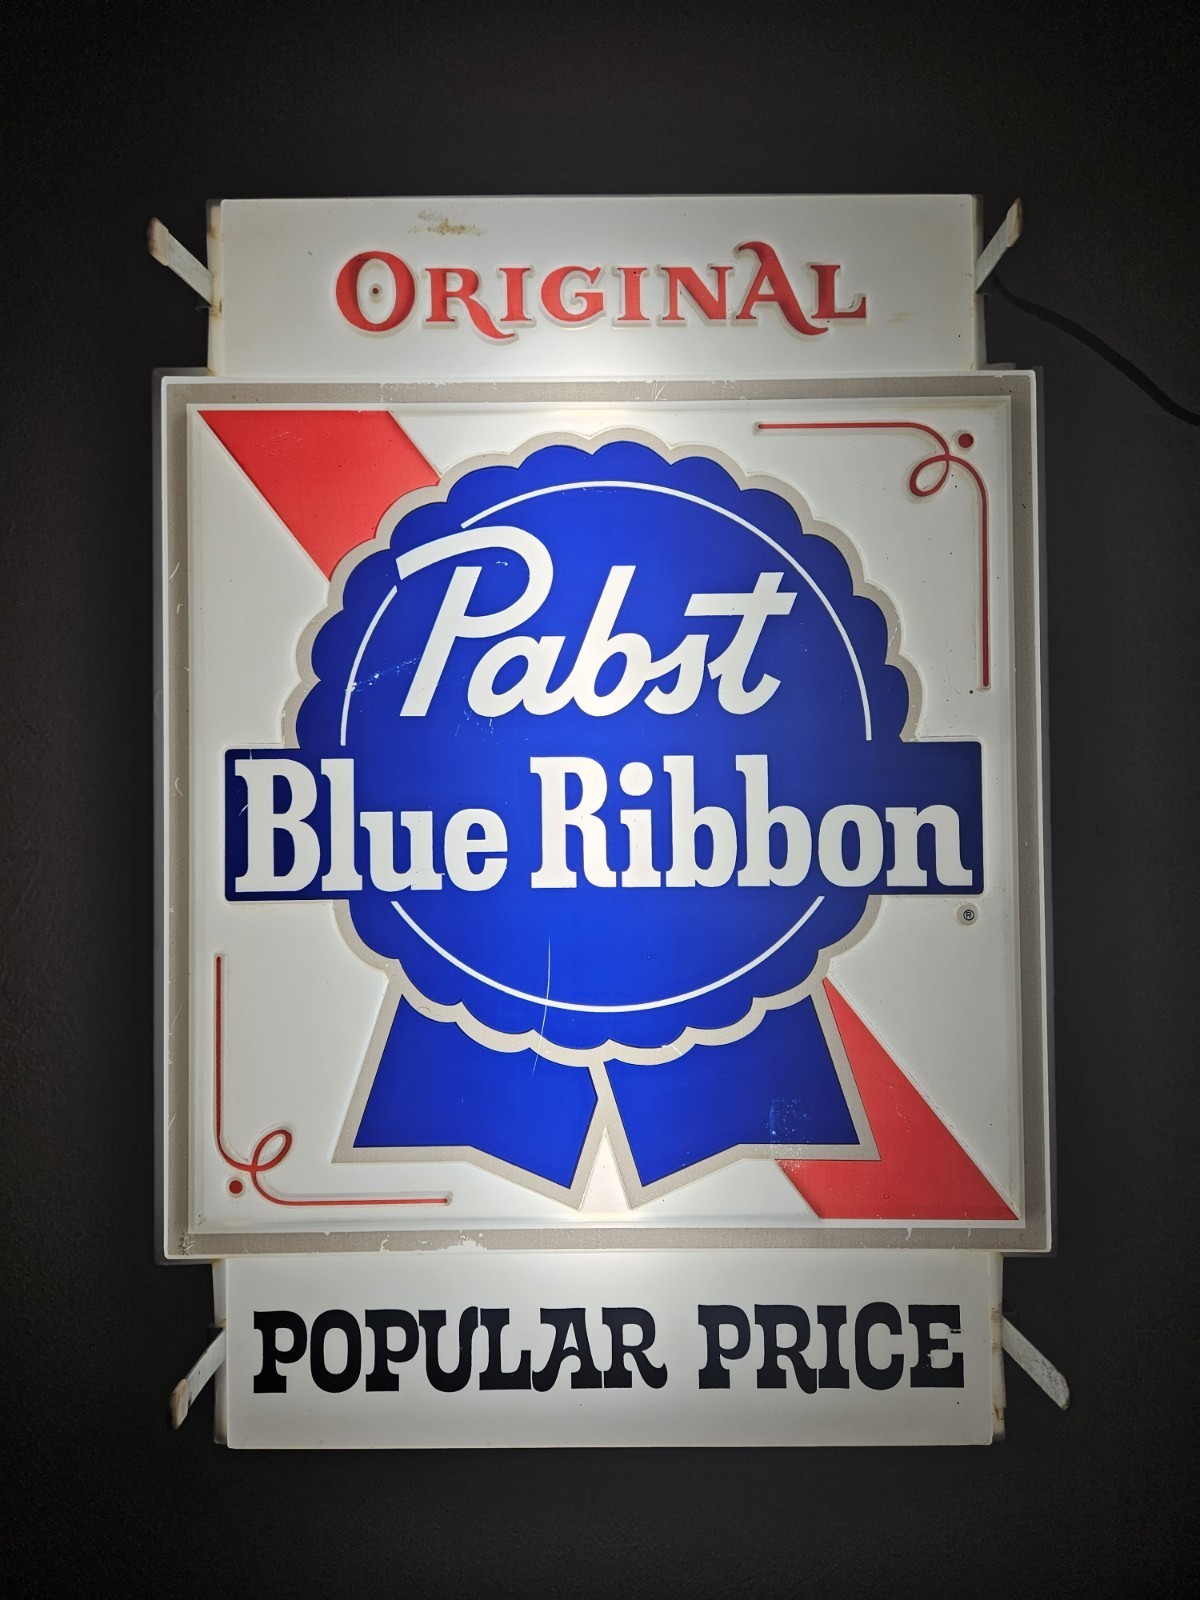 ORIGINAL
Pabst
Blue Ribbon
®
POPULAR PRICE